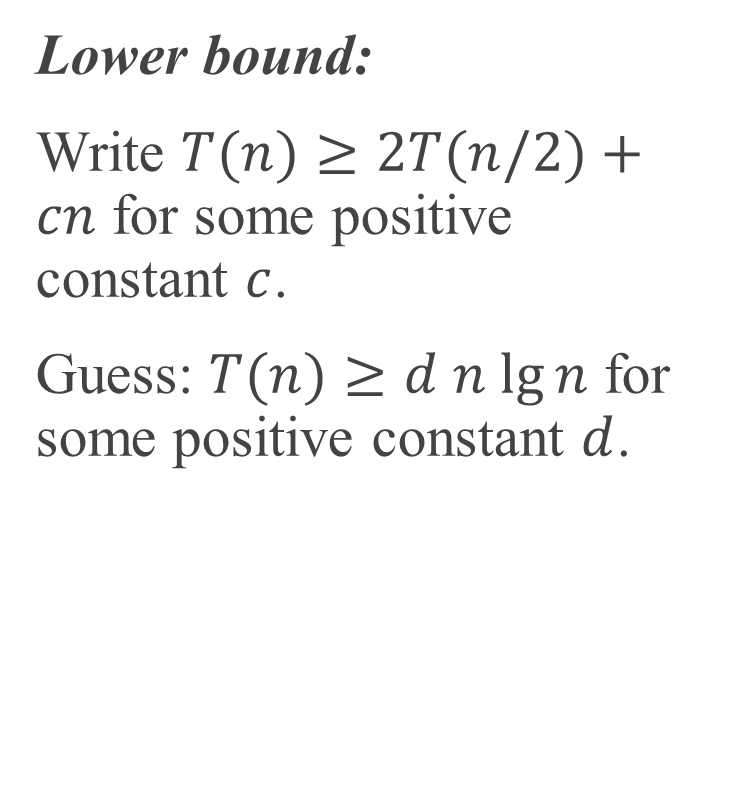 Lower bound:
Write T(n) ≥ 2T(n/2) +
cn for some positive
constant c.
Guess: T(n) ≥ d n lg n for
some positive constant d.